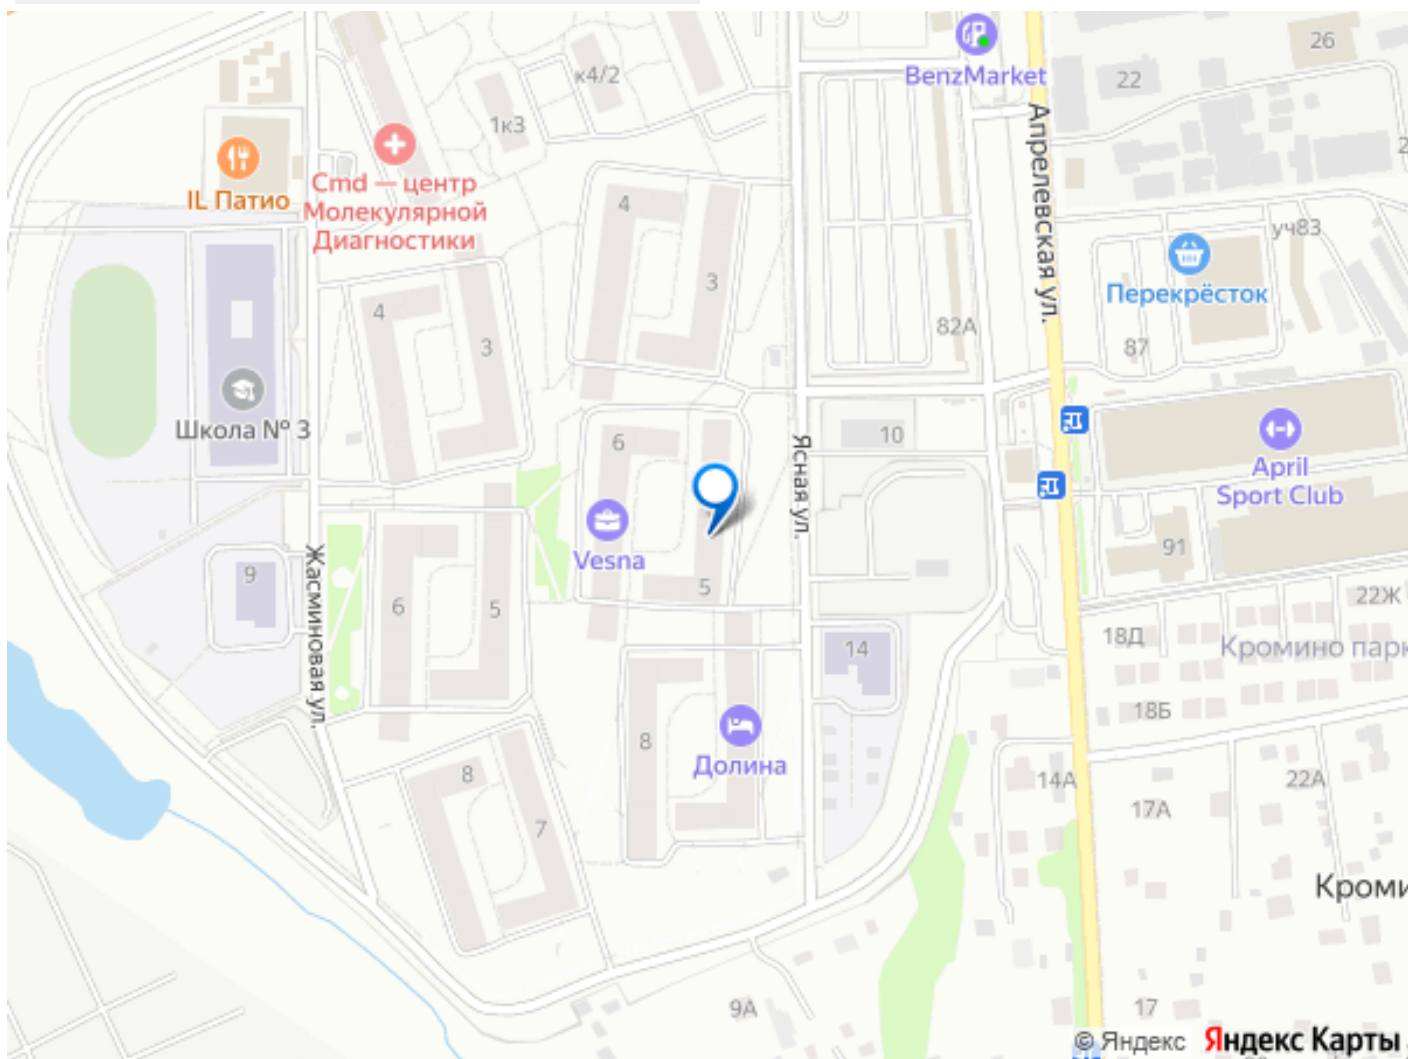 26
22
BenzMarket
к4/2
1к3
Апрелевская ул.
IL Патио
Cmd — центр
Молекулярной
Диагностики
4
3
уч83
Перекрёсток
82А
87
4
3
Школа № 3
6
Ясная ул.
10
April
Sport Club
Vesna
91
5
9
Жасминовая ул.
6
5
22Ж
18Д
Кромино парк
14
18Б
8
Долина
14А
22А
17А
8
7
Кроми
9А
17
© Яндекс
Яндекс Карты